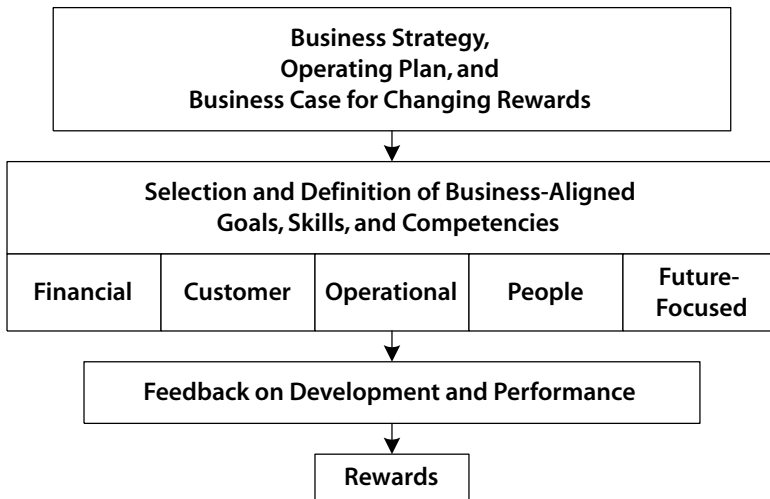 Business Strategy,
Operating Plan, and
Business Case for Changing Rewards
Selection and Definition of Business-Aligned
Goals, Skills, and Competencies
Financial
Customer
Operational
People
Future-
Focused
Feedback on Development and Performance
Rewards